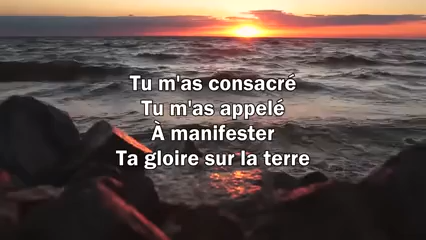 Tu m'as consacré
Tu m'as appelé
À manifester
Ta gloire sur la terre